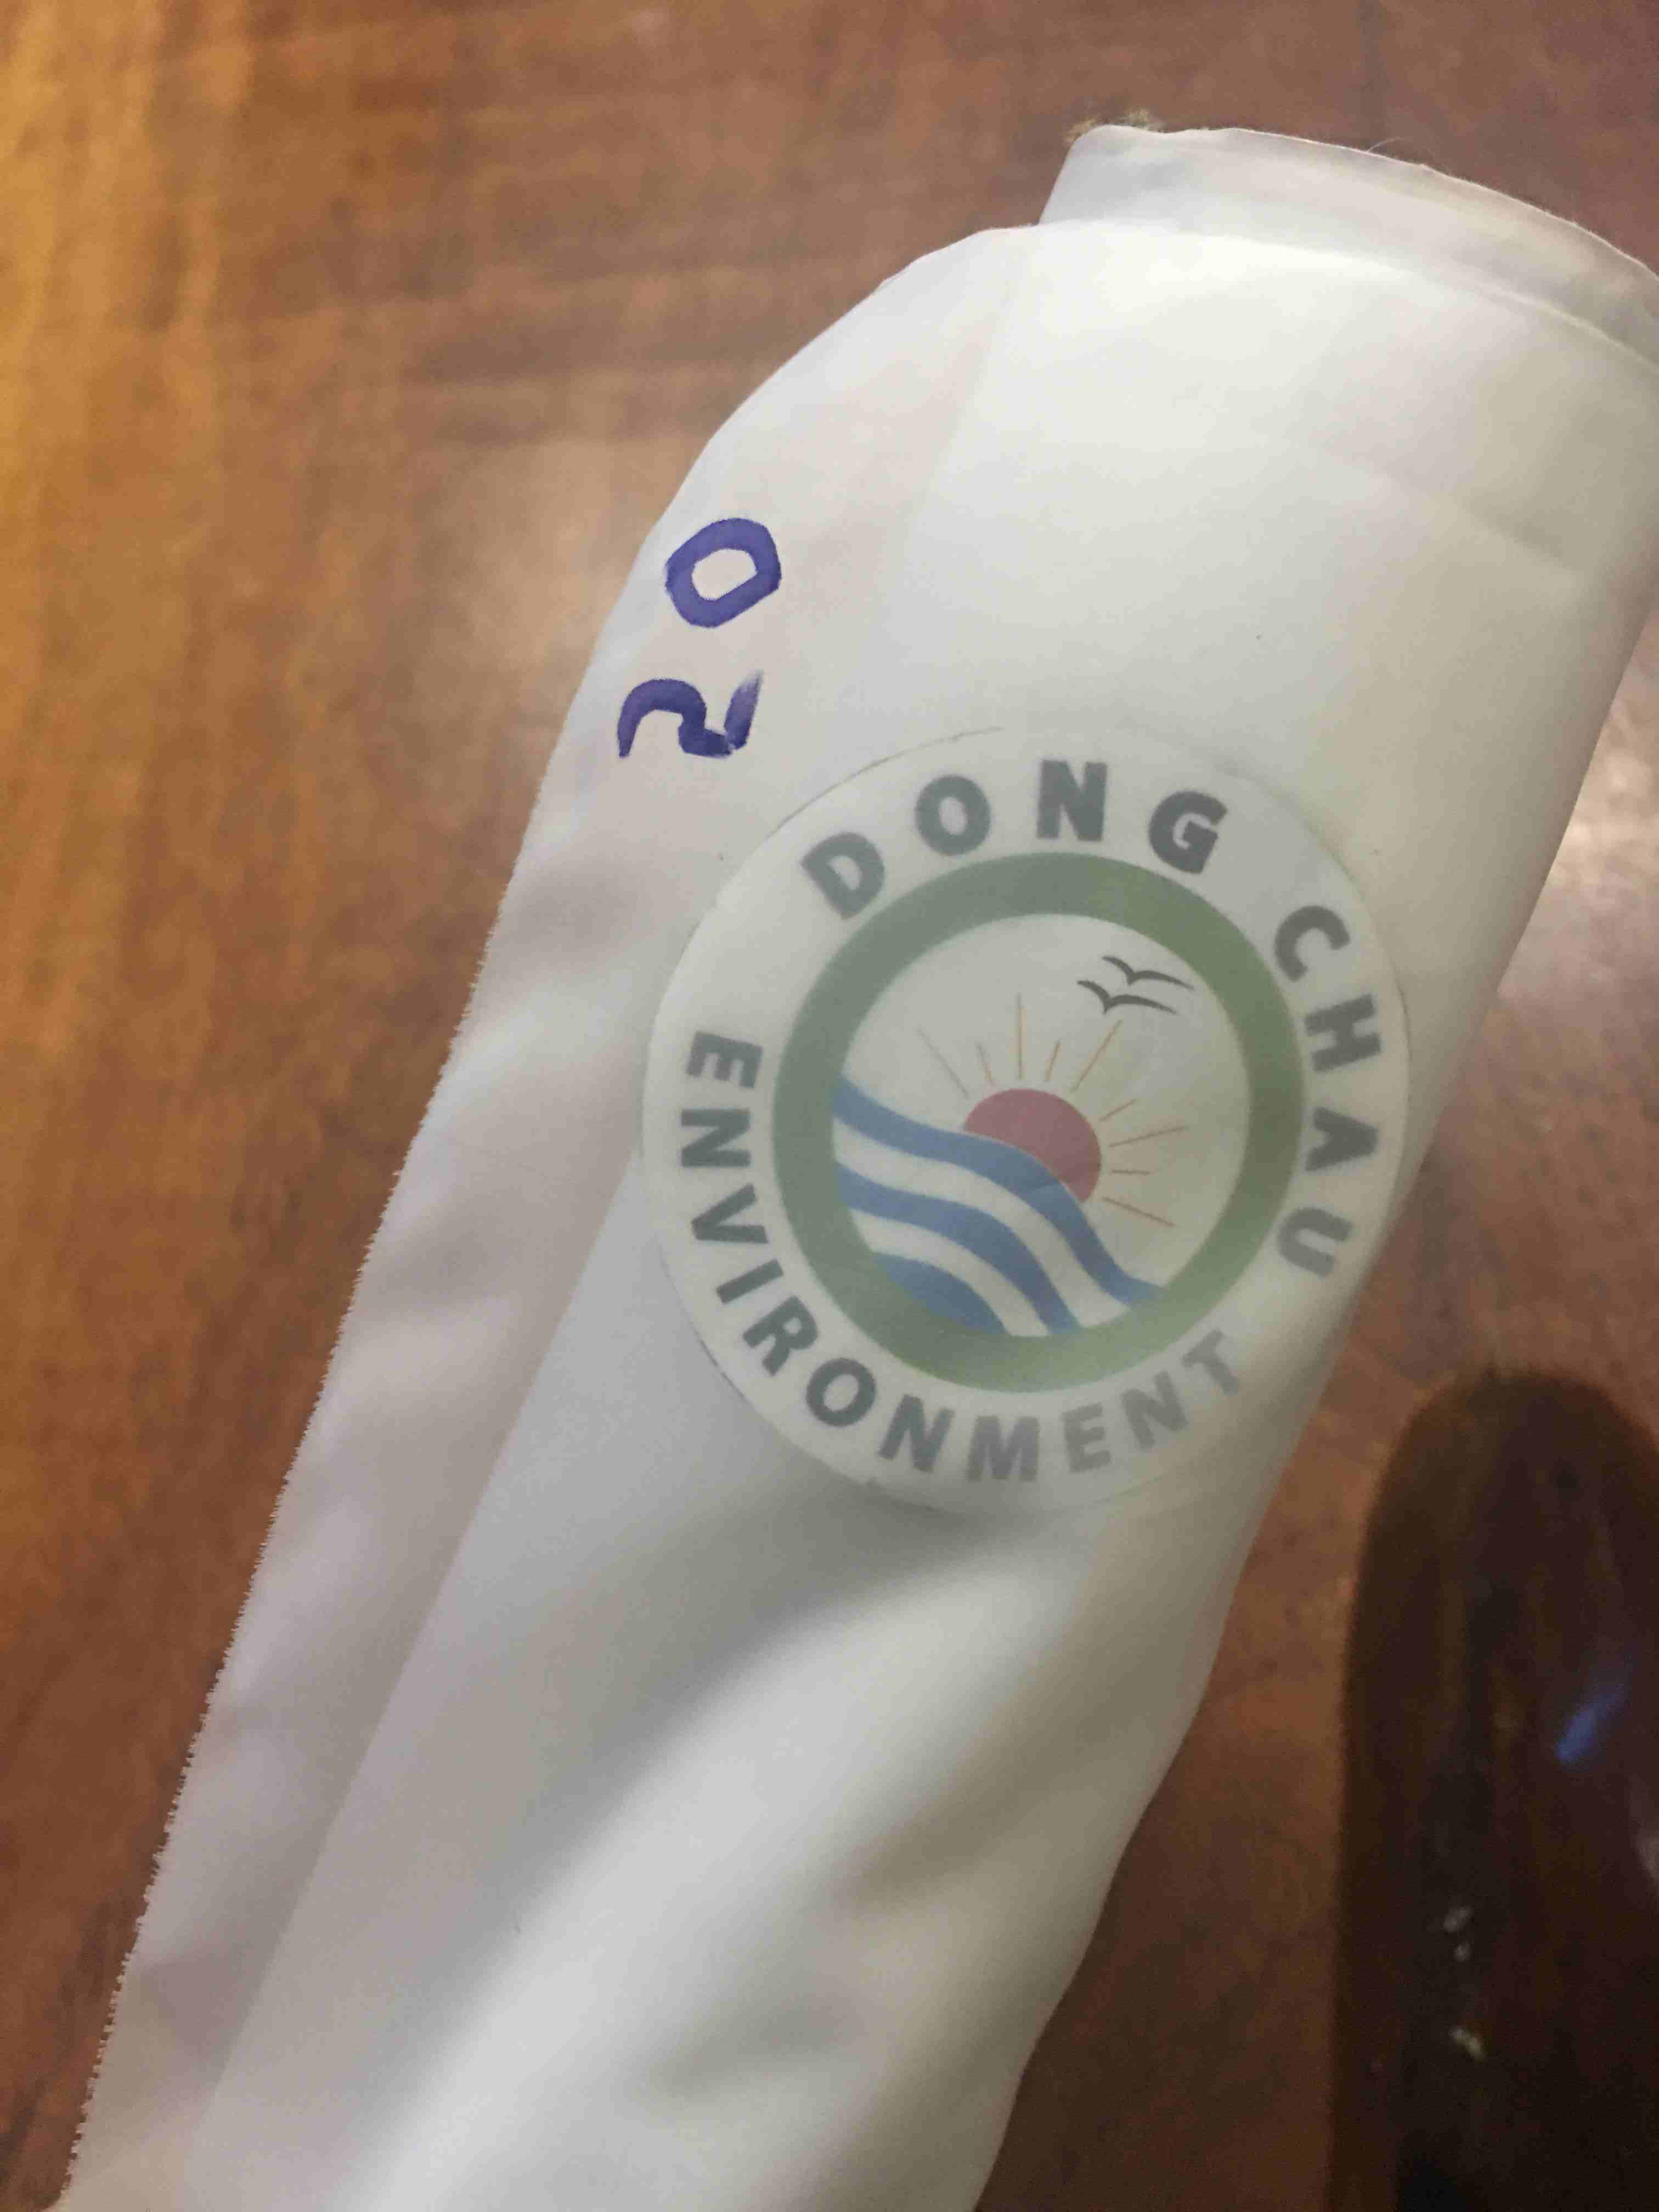 20
DONG CHAU
ENVIRONMENT